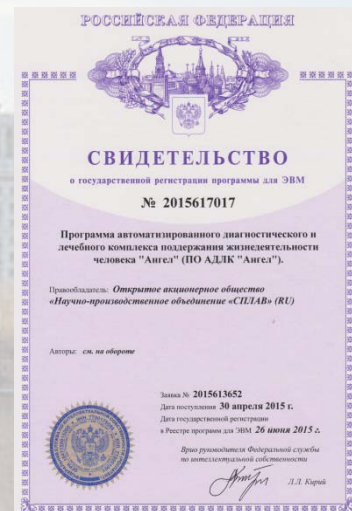 РОССИЙСКАЯ ФЕДЕРАЦИЯ
СВИДЕТЕЛЬСТВО
о государственной регистрации программы для ЭВМ
№ 2015617017
Программа автоматизированного диагностического и
лечебного комплекса поддержания жизнедеятельности
человека "Ангел" (ПО АДЛК "Ангел").
Правообладатель: Открытое акционерное общество
«Научно-производственное объединение «СПЛАВ» (RU)
Авторы: см. на обороте
Заявка № 2015613652
Дата поступления 30 апреля 2015 г.
Дата государственной регистрации
в Реестре программ для ЭВМ 26 июня 2015 г.
Врио руководителя Федеральной службы
по интеллектуальной собственности
Л.Л. Кирий